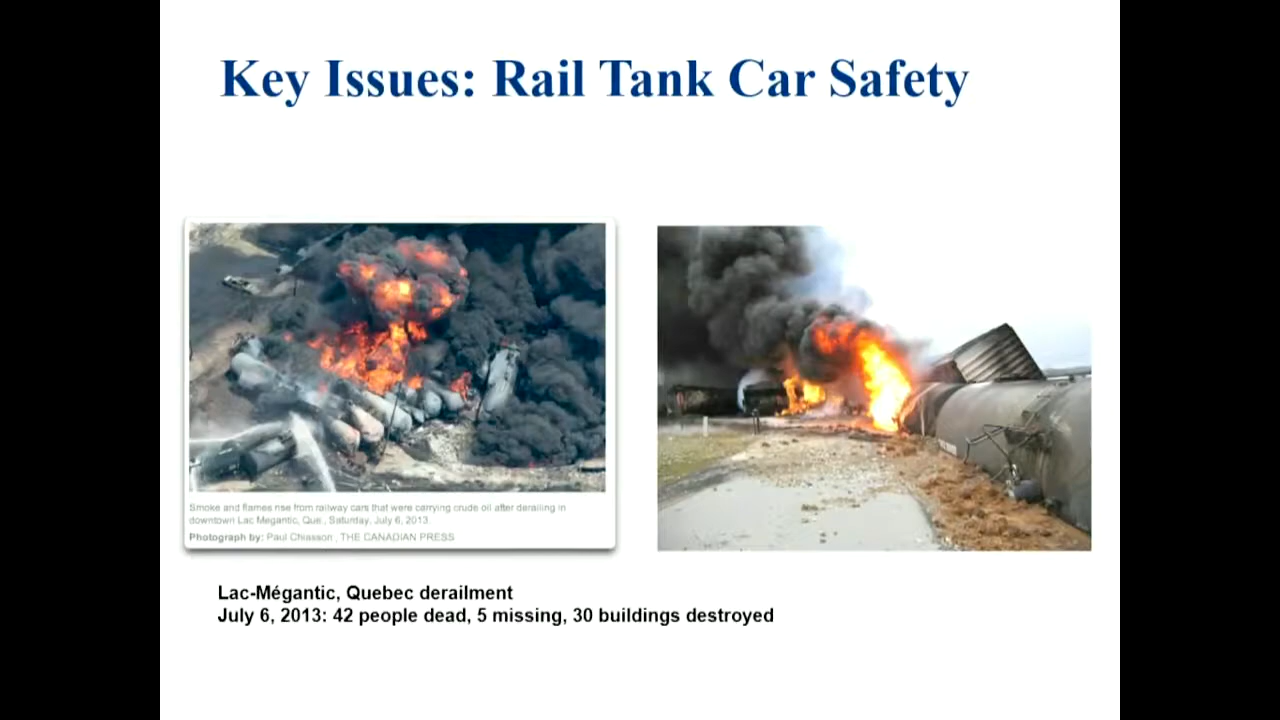 Key Issues: Rail Tank Car Safety
Smoke and flames rise from railway cars that were carrying crude oil after derailing in
downtown Lac Megantic, Que., Saturday, July 6, 2013.
Photograph by: Paul Chiasson , THE CANADIAN PRESS
Lac-Mégantic, Quebec derailment
July 6, 2013: 42 people dead, 5 missing, 30 buildings destroyed